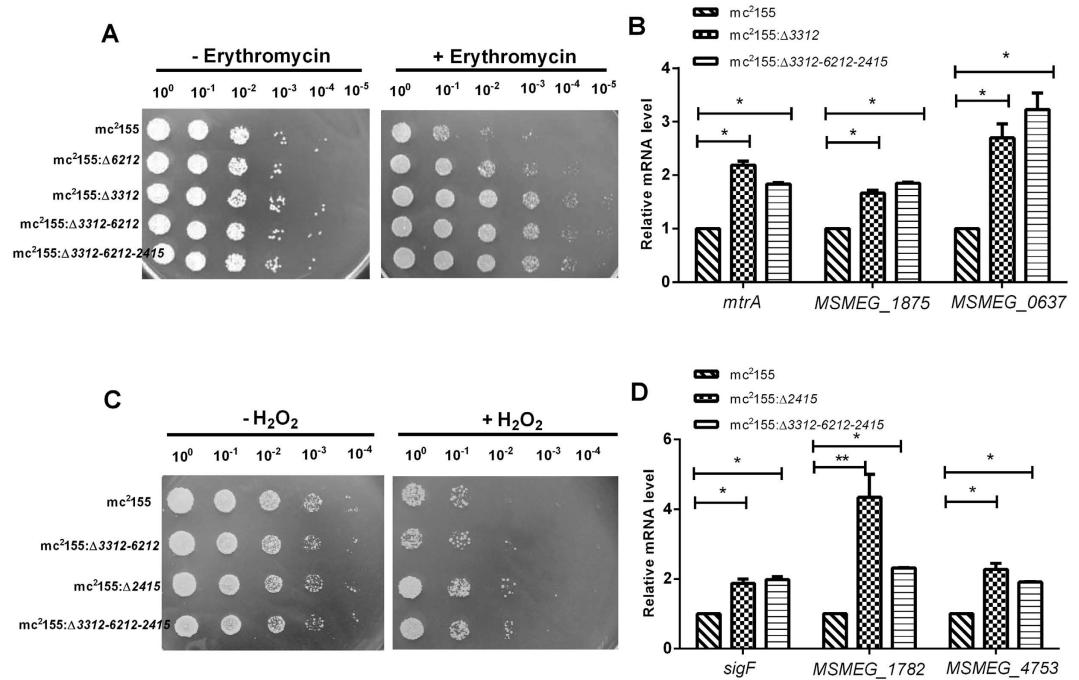 A
- Erythromycin
+ Erythromycin
10⁰ 10⁻¹ 10⁻² 10⁻³ 10⁻⁴ 10⁻⁵
10⁰ 10⁻¹ 10⁻² 10⁻³ 10⁻⁴ 10⁻⁵
mc²155
mc²155:Δ6212
mc²155:Δ3312
mc²155:Δ3312-6212
mc²155:Δ3312-6212-2415
B
mc²155
mc²155:Δ3312
mc²155:Δ3312-6212-2415
Relative mRNA level
4
3
2
1
0
* * * * * *
mtrA MSMEG_1875 MSMEG_0637
C
- H₂O₂
+ H₂O₂
10⁰ 10⁻¹ 10⁻² 10⁻³ 10⁻⁴
10⁰ 10⁻¹ 10⁻² 10⁻³ 10⁻⁴
mc²155
mc²155:Δ3312-6212
mc²155:Δ2415
mc²155:Δ3312-6212-2415
D
mc²155
mc²155:Δ2415
mc²155:Δ3312-6212-2415
Relative mRNA level
6
4
2
0
* * ** * * *
sigF MSMEG_1782 MSMEG_4753